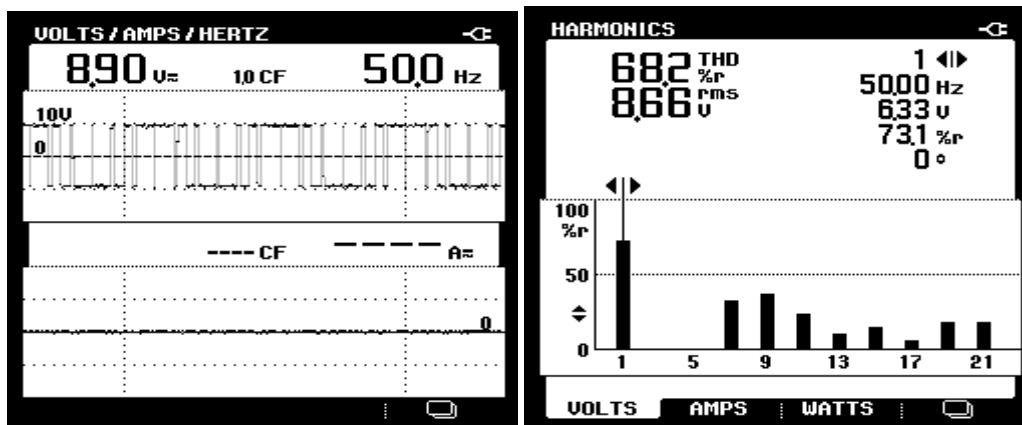 VOLTS / AMPS / HERTZ
8.90 V≂ 1.0 CF 50.0 Hz
10V
0
---- CF ----- A≂
0
HARMONICS
68.2 THD %r
8.66 rms V
1
50.00 Hz
6.33 V
73.1 %r
0 °
100
%r
50
0
1 5 9 13 17 21
VOLTS AMPS WATTS